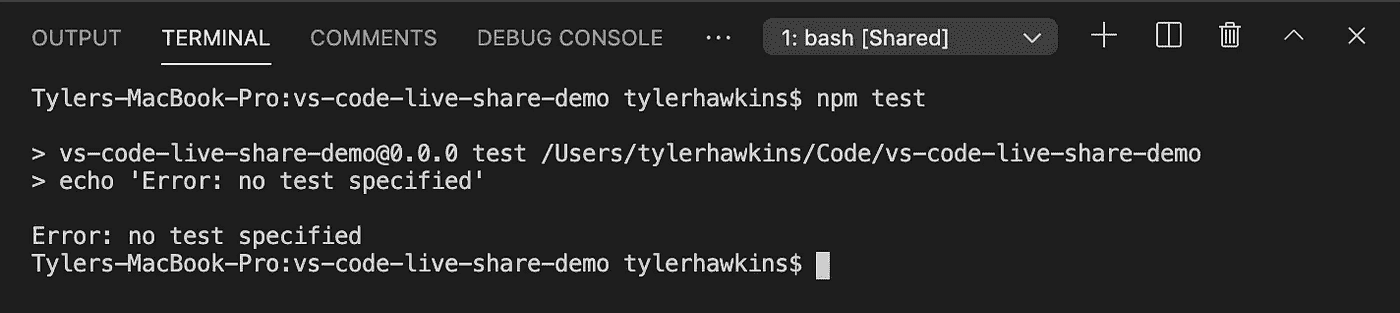 OUTPUT TERMINAL COMMENTS DEBUG CONSOLE ··· 1: bash [Shared]
Tylers-MacBook-Pro:vs-code-live-share-demo tylerhawkins$ npm test
> vs-code-live-share-demo@0.0.0 test /Users/tylerhawkins/Code/vs-code-live-share-demo
> echo 'Error: no test specified'
Error: no test specified
Tylers-MacBook-Pro:vs-code-live-share-demo tylerhawkins$